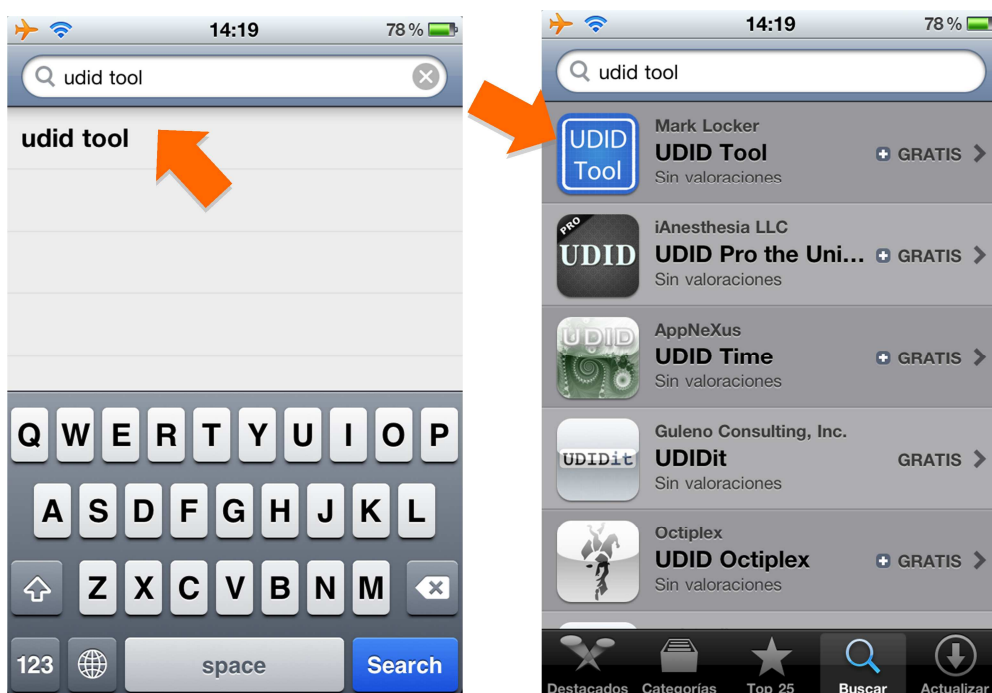 14:19
78 %
udid tool
udid tool
Q W E R T Y U I O P
A S D F G H J K L
Z X C V B N M
123
space
Search
14:19
78 %
udid tool
UDID
Tool
Mark Locker
UDID Tool
GRATIS
Sin valoraciones
PRO
UDID
iAnesthesia LLC
UDID Pro the Uni...
GRATIS
Sin valoraciones
UDID
AppNeXus
UDID Time
GRATIS
Sin valoraciones
UDIDit
Guleno Consulting, Inc.
UDIDit
GRATIS
Sin valoraciones
Octiplex
UDID Octiplex
GRATIS
Sin valoraciones
Destacados Categorías Top 25 Buscar Actualizar